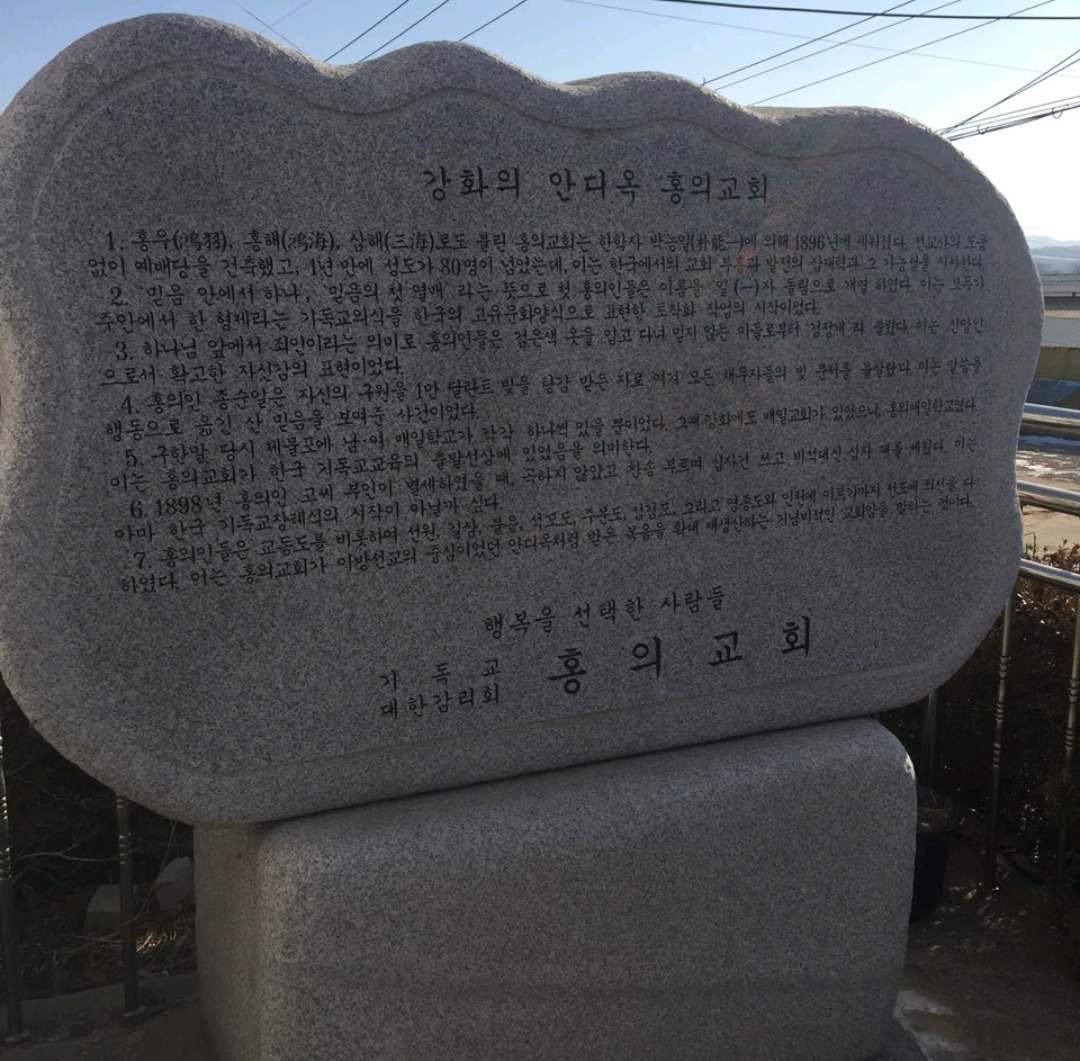 강화의 안디옥 홍의교회
1. 홍우(鴻羽), 홍해(鴻海), 삼해(三海)로도 불린 홍의교회는 한학자 박능일(朴能一)에 의해 1896년에 세워졌다. 선교사의 도움
없이 예배당을 건축했고, 1년 만에 성도가 80명이 넘었는데, 이는 한국에서의 교회 부흥과 발전의 잠재력과 그 가능성을 시사한다.
2. '믿음 안에서 하나', '믿음의 첫 열매' 라는 뜻으로 첫 홍의인들은 이름을 '일 (一)'자 돌림으로 개명 하였다. 이는 모두가
주안에서 한 형제라는 기독교의식을 한국의 고유문화양식으로 표현한 토착화 작업의 시작이었다.
3. 하나님 앞에서 죄인이라는 의미로 홍의인들은 검은색 옷을 입고 다녀 믿지 않는 이들로부터 '검정개'라 불렸다. 이는 신앙인
으로서 확고한 자신감의 표현이었다.
4. 홍의인 종순일은 자신의 구원을 1만 달란트 빚을 탕감 받은 자로 여겨 모든 채무자들의 빚 문서를 불살랐다. 이는 말씀을
행동으로 옮긴 산 믿음을 보여준 사건이었다.
5. 구한말 당시 제물포에 남·여 매일학교가 각각 하나씩 있을 뿐이었다. 그때 강화에도 매일교회가 있었으니, 홍의매일학교였다.
이는 홍의교회가 한국 기독교교육의 출발선상에 있었음을 의미한다.
6. 1898년 홍의인 고씨 부인이 별세하였을 때, 곡하지 않았고 찬송 부르며 십자건 쓰고 비석대신 십자 패를 세웠다. 이는
아마 한국 기독교장례식의 시작이 아닐까 싶다.
7. 홍의인들은 교동도를 비롯하여 선원, 길상, 불음, 석모도, 주문도, 영종도와 인천에 이르기까지 전도에 최선을 다
하였다. 이는 홍의교회가 이방선교의 중심이었던 안디옥처럼 받은 복음을 확대 재생산하는 기념비적인 교회임을 말하는 것이다.
행복을 선택한 사람들
기 독 교
대한감리회 홍 의 교 회